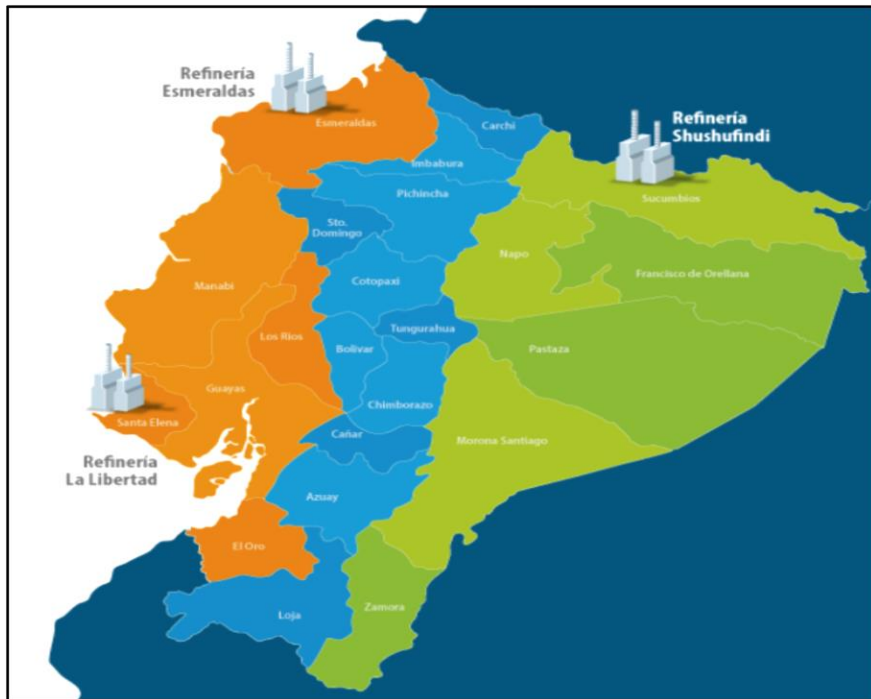 Refinería
Esmeraldas
Esmeraldas
Carchi
Refinería
Shushufindi
Imbabura
Pichincha
Sucumbios
Sto.
Domingo
Napo
Cotopaxi
Francisco de Orellana
Manabi
Los Rios
Tungurahua
Bolivar
Pastaza
Guayas
Chimborazo
Santa Elena
Cañar
Morona Santiago
Refinería
La Libertad
Azuay
El Oro
Zamora
Loja